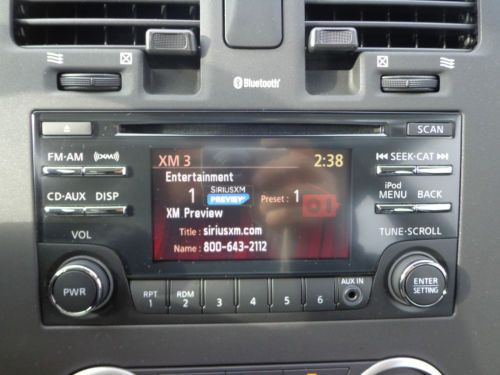 Bluetooth
SCAN
FM·AM
((XM))
XM 3
2:38
SEEK·CAT
Entertainment
1
SIRIUSXM
PREVIEW
Preset : 1
XM Preview
Title : siriusxm.com
Name : 800-643-2112
CD·AUX
DISP
iPod
MENU
BACK
VOL
TUNE·SCROLL
PWR
RPT
1
RDM
2
3
4
5
6
AUX IN
ENTER
SETTING